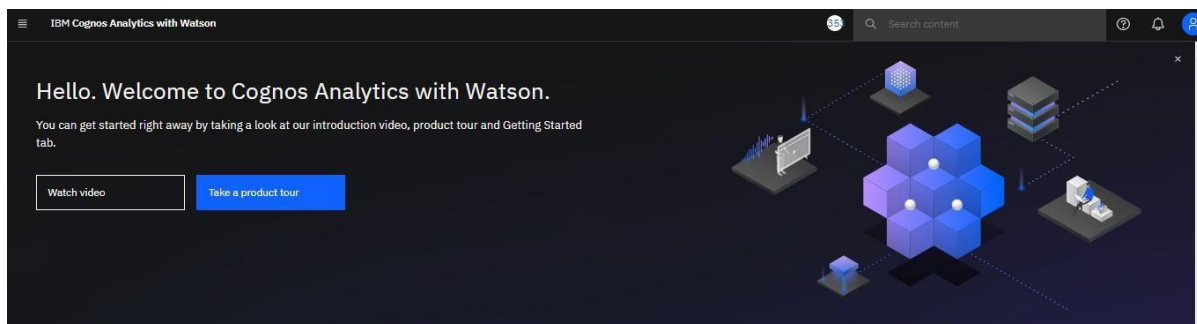 IBM Cognos Analytics with Watson
35
Search content
Hello. Welcome to Cognos Analytics with Watson.
You can get started right away by taking a look at our introduction video, product tour and Getting Started
tab.
Watch video
Take a product tour